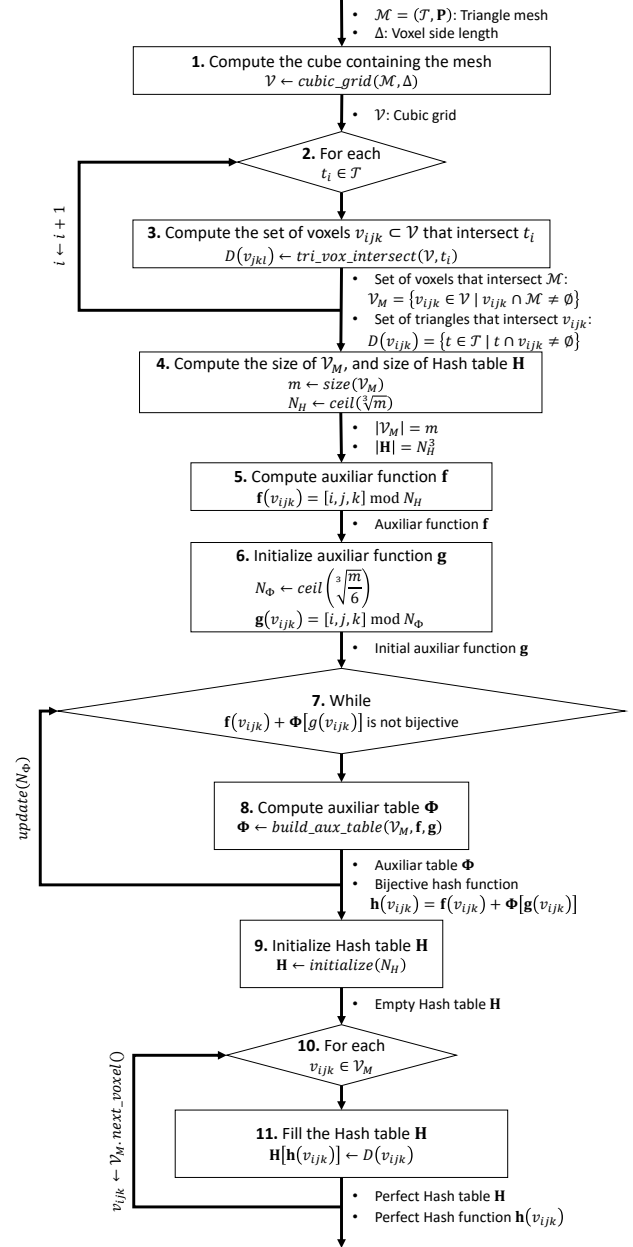 • ℳ = (𝒯, 𝐏): Triangle mesh
• Δ: Voxel side length
1. Compute the cube containing the mesh
𝒱 ← cubic_grid(ℳ, Δ)
• 𝒱: Cubic grid
2. For each
tᵢ ∈ 𝒯
i ← i + 1
3. Compute the set of voxels vᵢⱼₖ ⊂ 𝒱 that intersect tᵢ
D(vⱼₖₗ) ← tri_vox_intersect(𝒱, tᵢ)
• Set of voxels that intersect ℳ:
𝒱_M = {vᵢⱼₖ ∈ 𝒱 | vᵢⱼₖ ∩ ℳ ≠ ∅}
• Set of triangles that intersect vᵢⱼₖ:
D(vᵢⱼₖ) = {t ∈ 𝒯 | t ∩ vᵢⱼₖ ≠ ∅}
4. Compute the size of 𝒱_M, and size of Hash table 𝐇
m ← size(𝒱_M)
N_H ← ceil(∛m)
• |𝒱_M| = m
• |𝐇| = N_H³
5. Compute auxiliar function 𝐟
𝐟(vᵢⱼₖ) = [i, j, k] mod N_H
• Auxiliar function 𝐟
6. Initialize auxiliar function 𝐠
N_Φ ← ceil(∛(m/6))
𝐠(vᵢⱼₖ) = [i, j, k] mod N_Φ
• Initial auxiliar function 𝐠
7. While
𝐟(vᵢⱼₖ) + 𝚽[g(vᵢⱼₖ)] is not bijective
update(N_Φ)
8. Compute auxiliar table 𝚽
𝚽 ← build_aux_table(𝒱_M, 𝐟, 𝐠)
• Auxiliar table 𝚽
• Bijective hash function
𝐡(vᵢⱼₖ) = 𝐟(vᵢⱼₖ) + 𝚽[𝐠(vᵢⱼₖ)]
9. Initialize Hash table 𝐇
𝐇 ← initialize(N_H)
• Empty Hash table 𝐇
10. For each
vᵢⱼₖ ∈ 𝒱_M
vᵢⱼₖ ← 𝒱_M.next_voxel()
11. Fill the Hash table 𝐇
𝐇[𝐡(vᵢⱼₖ)] ← D(vᵢⱼₖ)
• Perfect Hash table 𝐇
• Perfect Hash function 𝐡(vᵢⱼₖ)